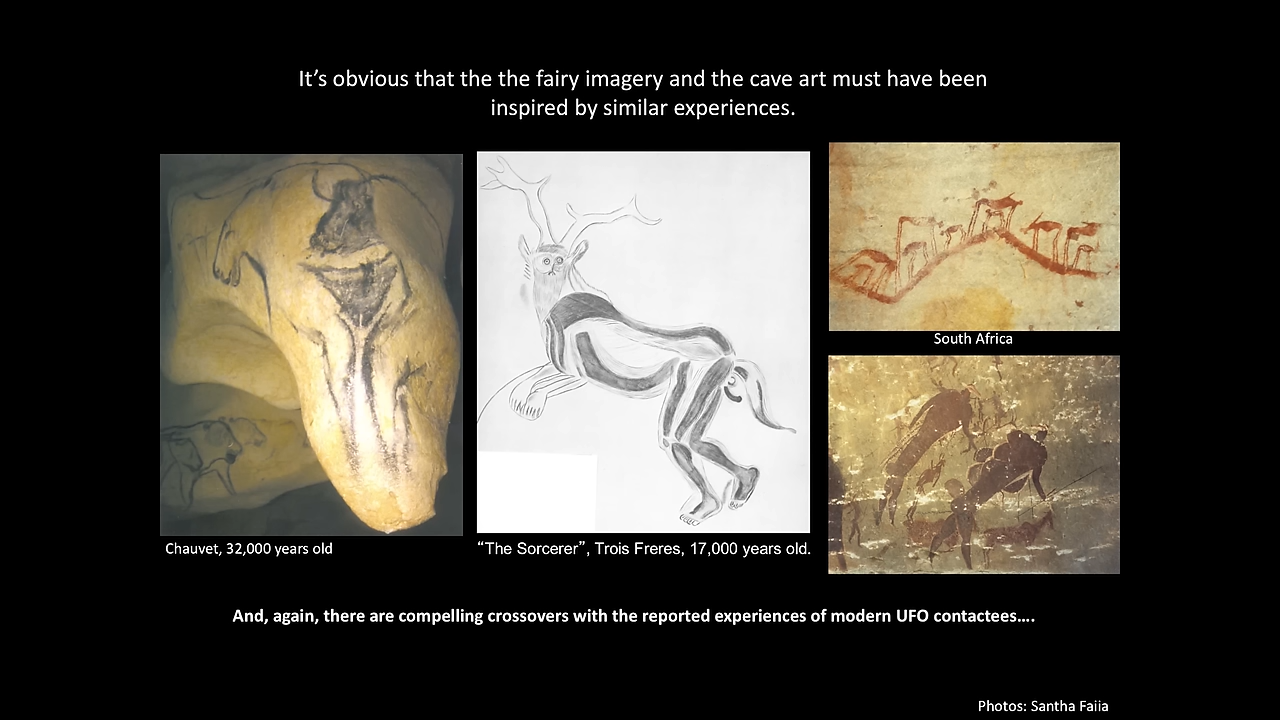 It’s obvious that the the fairy imagery and the cave art must have been
inspired by similar experiences.
South Africa
Chauvet, 32,000 years old
“The Sorcerer”, Trois Freres, 17,000 years old.
And, again, there are compelling crossovers with the reported experiences of modern UFO contactees….
Photos: Santha Faiia